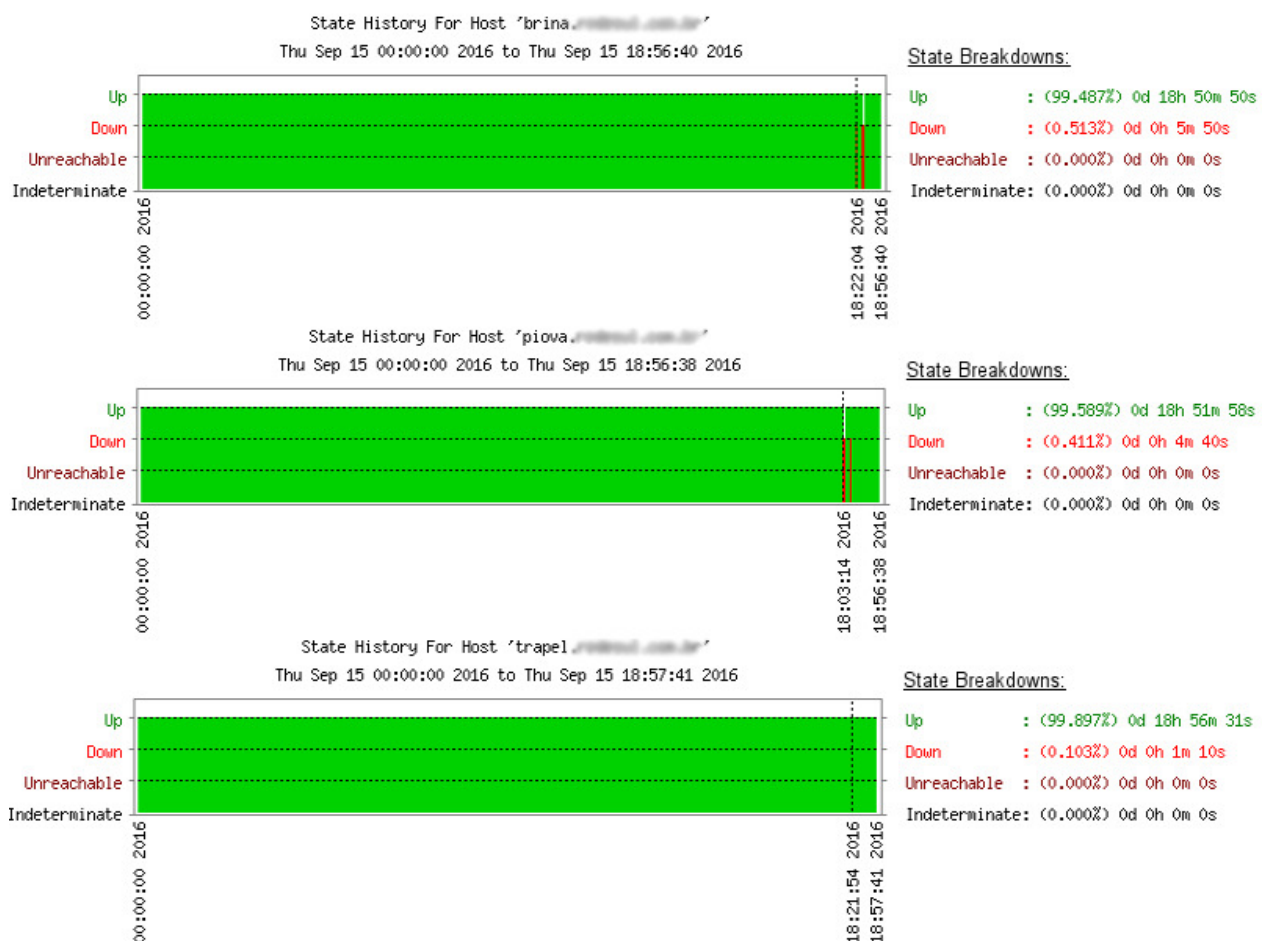 State History For Host 'brina.
Thu Sep 15 00:00:00 2016 to Thu Sep 15 18:56:40 2016
State Breakdowns:
Up : (99.487%) 0d 18h 50m 50s
Down : (0.513%) 0d 0h 5m 50s
Unreachable : (0.000%) 0d 0h 0m 0s
Indeterminate: (0.000%) 0d 0h 0m 0s
Up
Down
Unreachable
Indeterminate
00:00:00 2016
18:22:04 2016
18:56:40 2016
State History For Host 'piova.
Thu Sep 15 00:00:00 2016 to Thu Sep 15 18:56:38 2016
State Breakdowns:
Up : (99.589%) 0d 18h 51m 58s
Down : (0.411%) 0d 0h 4m 40s
Unreachable : (0.000%) 0d 0h 0m 0s
Indeterminate: (0.000%) 0d 0h 0m 0s
Up
Down
Unreachable
Indeterminate
00:00:00 2016
18:03:14 2016
18:56:38 2016
State History For Host 'trapel.
Thu Sep 15 00:00:00 2016 to Thu Sep 15 18:57:41 2016
State Breakdowns:
Up : (99.897%) 0d 18h 56m 31s
Down : (0.103%) 0d 0h 1m 10s
Unreachable : (0.000%) 0d 0h 0m 0s
Indeterminate: (0.000%) 0d 0h 0m 0s
Up
Down
Unreachable
Indeterminate
00:00:00 2016
18:21:54 2016
18:57:41 2016